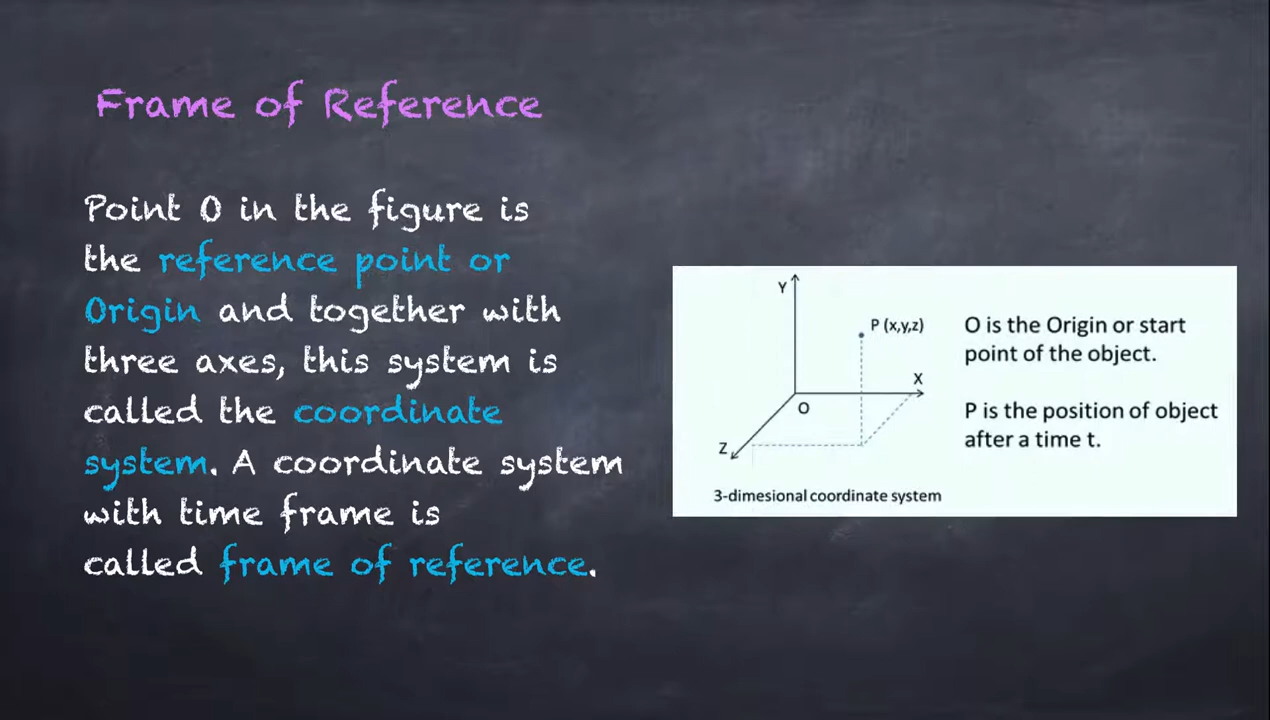 Frame of Reference
Point O in the figure is
the reference point or
Origin and together with
three axes, this system is
called the coordinate
system. A coordinate system
with time frame is
called frame of reference.
Y
P (x,y,z)
X
O
Z
3-dimesional coordinate system
O is the Origin or start
point of the object.
P is the position of object
after a time t.